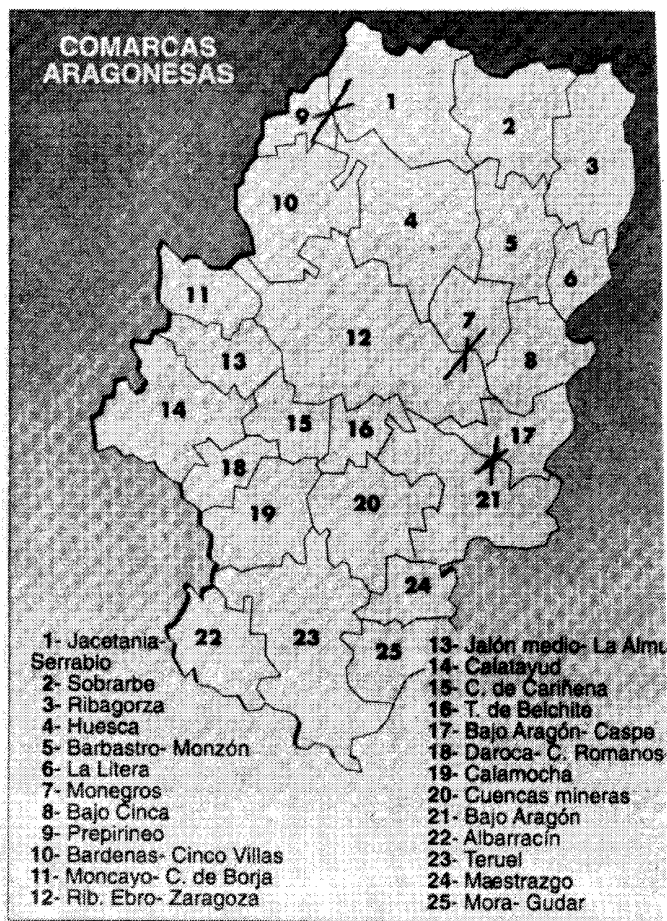 COMARCAS
ARAGONESAS
1
2
3
4
5
6
7
8
9
10
11
12
13
14
15
16
17
18
19
20
21
22
23
24
25
1- Jacetania-
Serrablo
2- Sobrarbe
3- Ribagorza
4- Huesca
5- Barbastro- Monzón
6- La Litera
7- Monegros
8- Bajo Cinca
9- Prepirineo
10- Bardenas- Cinco Villas
11- Moncayo- C. de Borja
12- Rib. Ebro- Zaragoza
13- Jalón medio- La Almu
14- Calatayud
15- C. de Cariñena
16- T. de Belchite
17- Bajo Aragón- Caspe
18- Daroca- C. Romanos
19- Calamocha
20- Cuencas mineras
21- Bajo Aragón
22- Albarracín
23- Teruel
24- Maestrazgo
25- Mora- Gudar